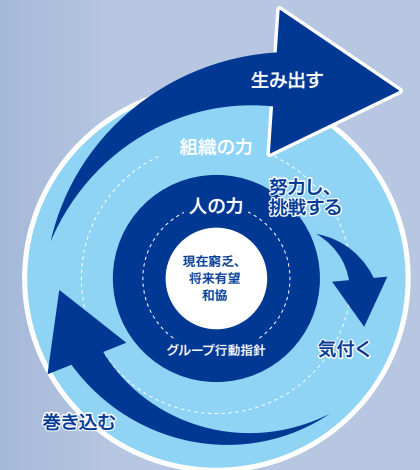 生み出す
組織の力
努力し、
挑戦する
人の力
現在窮乏、
将来有望
和協
グループ行動指針
気付く
巻き込む